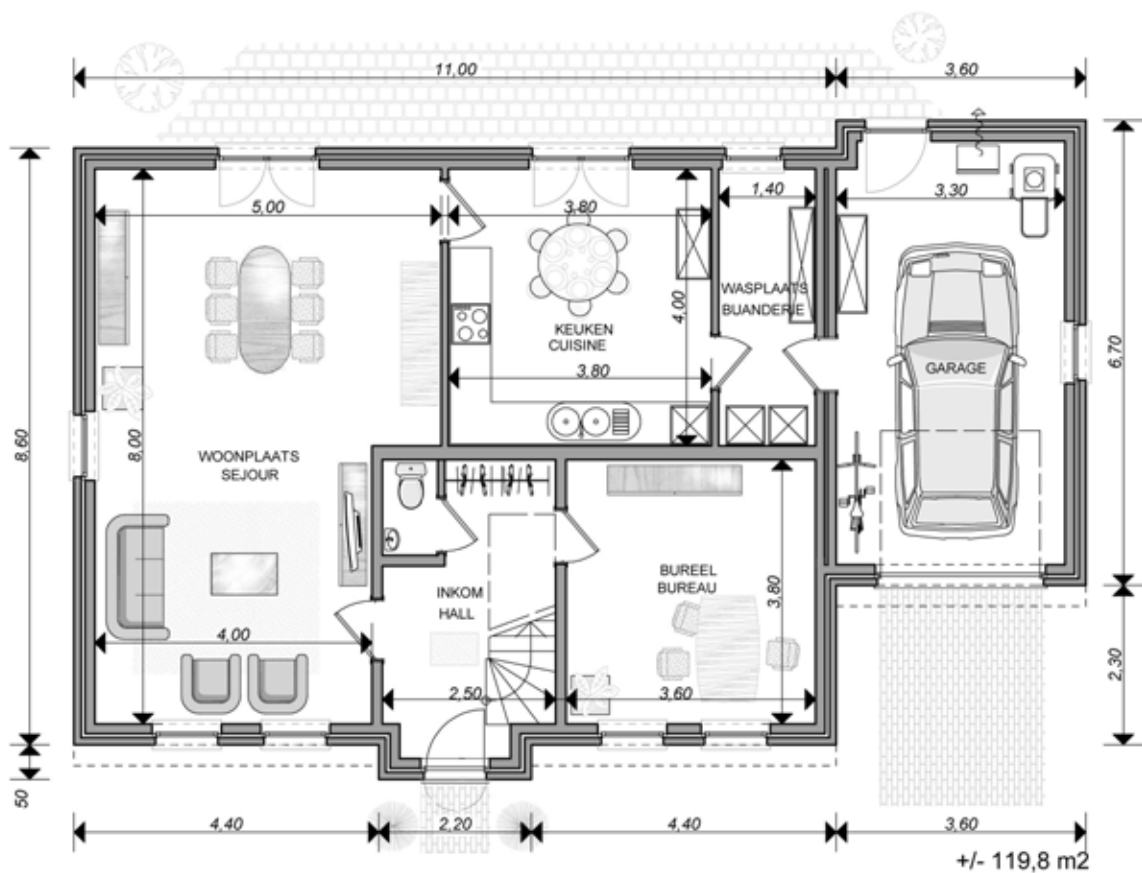 11,00
3,60
5,00
3,80
1,40
3,30
4,00
WASPLAATS
BUANDERIE
KEUKEN
CUISINE
GARAGE
6,70
3,80
8,60
8,00
WOONPLAATS
SEJOUR
BUREEL
BUREAU
3,80
INKOM
HALL
4,00
2,50
3,60
2,30
50
4,40
2,20
4,40
3,60
+/- 119,8 m2